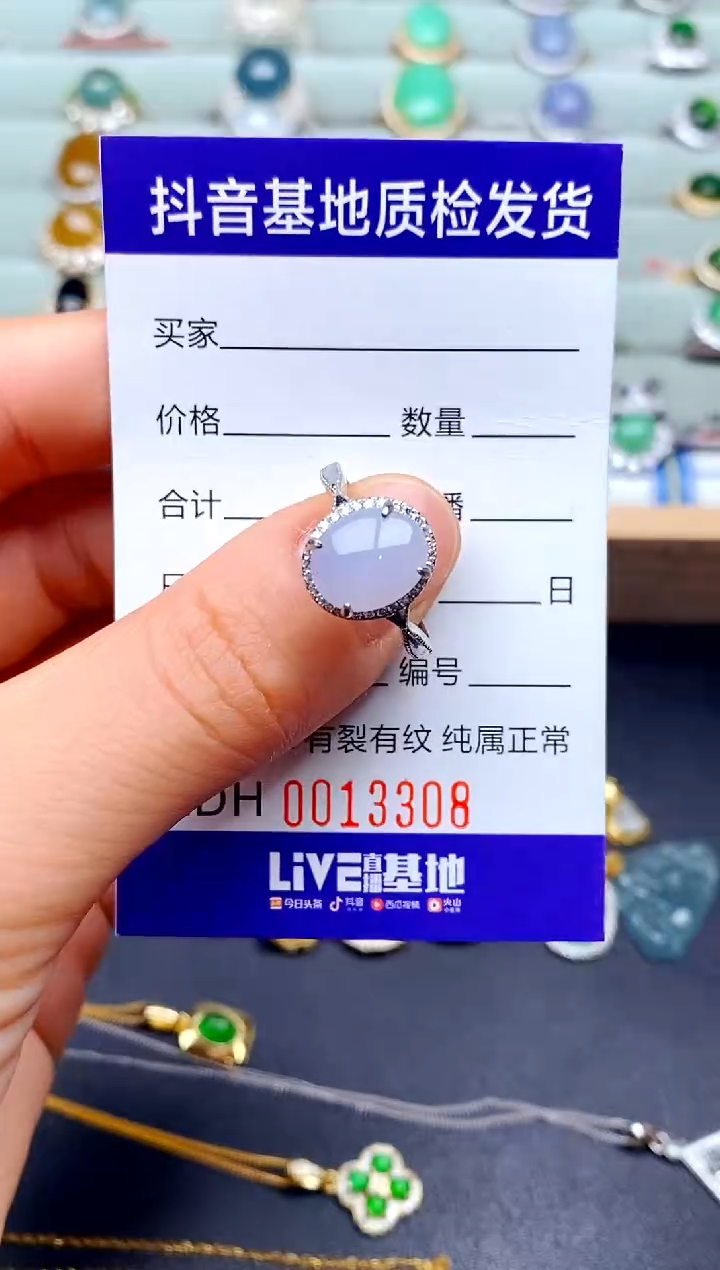 抖音基地质检发货
买家
价格 数量
合计 播
日
编号
有裂有纹 纯属正常
DH 0013308
LiVE直播基地
今日头条 抖音 西瓜视频 火山